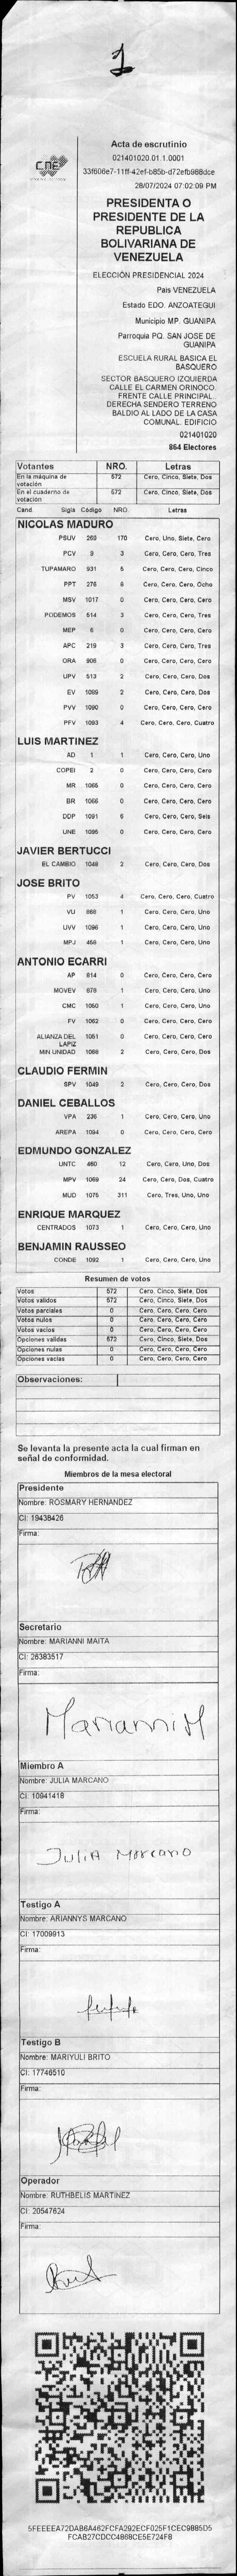 1
CNE
Acta de escrutinio
021401020.01.1.0001
33f606e7-11ff-42ef-b85b-d72efb988dce
28/07/2024 07:02:09 PM
PRESIDENTA O
PRESIDENTE DE LA
REPUBLICA
BOLIVARIANA DE
VENEZUELA
ELECCIÓN PRESIDENCIAL 2024
Pais VENEZUELA
Estado EDO. ANZOATEGUI
Municipio MP. GUANIPA
Parroquia PQ. SAN JOSE DE
GUANIPA
ESCUELA RURAL BASICA EL
BASQUERO
SECTOR BASQUERO IZQUIERDA
CALLE EL CARMEN ORINOCO.
FRENTE CALLE PRINCIPAL.
DERECHA SENDERO TERRENO
BALDIO AL LADO DE LA CASA
COMUNAL. EDIFICIO
021401020
864 Electores
Votantes NRO. Letras
En la máquina de votación 572 Cero, Cinco, Siete, Dos
En el cuaderno de votación 572 Cero, Cinco, Siete, Dos
Cand. Sigla Código NRO. Letras
NICOLAS MADURO
PSUV 269 170 Cero, Uno, Siete, Cero
PCV 9 3 Cero, Cero, Cero, Tres
TUPAMARO 931 5 Cero, Cero, Cero, Cinco
PPT 276 8 Cero, Cero, Cero, Ocho
MSV 1017 0 Cero, Cero, Cero, Cero
PODEMOS 514 3 Cero, Cero, Cero, Tres
MEP 6 0 Cero, Cero, Cero, Cero
APC 219 3 Cero, Cero, Cero, Tres
ORA 906 0 Cero, Cero, Cero, Cero
UPV 513 2 Cero, Cero, Cero, Dos
EV 1089 2 Cero, Cero, Cero, Dos
PVV 1090 0 Cero, Cero, Cero, Cero
PFV 1093 4 Cero, Cero, Cero, Cuatro
LUIS MARTINEZ
AD 1 1 Cero, Cero, Cero, Uno
COPEI 2 0 Cero, Cero, Cero, Cero
MR 1065 0 Cero, Cero, Cero, Cero
BR 1066 0 Cero, Cero, Cero, Cero
DDP 1091 6 Cero, Cero, Cero, Seis
UNE 1095 0 Cero, Cero, Cero, Cero
JAVIER BERTUCCI
EL CAMBIO 1048 2 Cero, Cero, Cero, Dos
JOSE BRITO
PV 1053 4 Cero, Cero, Cero, Cuatro
VU 868 1 Cero, Cero, Cero, Uno
UVV 1096 1 Cero, Cero, Cero, Uno
MPJ 458 1 Cero, Cero, Cero, Uno
ANTONIO ECARRI
AP 814 0 Cero, Cero, Cero, Cero
MOVEV 678 1 Cero, Cero, Cero, Uno
CMC 1050 1 Cero, Cero, Cero, Uno
FV 1062 0 Cero, Cero, Cero, Cero
ALIANZA DEL LAPIZ 1051 0 Cero, Cero, Cero, Cero
MIN UNIDAD 1088 2 Cero, Cero, Cero, Dos
CLAUDIO FERMIN
SPV 1049 2 Cero, Cero, Cero, Dos
DANIEL CEBALLOS
VPA 236 1 Cero, Cero, Cero, Uno
AREPA 1094 0 Cero, Cero, Cero, Cero
EDMUNDO GONZALEZ
UNTC 460 12 Cero, Cero, Uno, Dos
MPV 1069 24 Cero, Cero, Dos, Cuatro
MUD 1075 311 Cero, Tres, Uno, Uno
ENRIQUE MARQUEZ
CENTRADOS 1073 1 Cero, Cero, Cero, Uno
BENJAMIN RAUSSEO
CONDE 1092 1 Cero, Cero, Cero, Uno
Resumen de votos
Votos 572 Cero, Cinco, Siete, Dos
Votos válidos 572 Cero, Cinco, Siete, Dos
Votos parciales 0 Cero, Cero, Cero, Cero
Votos nulos 0 Cero, Cero, Cero, Cero
Votos vacíos 0 Cero, Cero, Cero, Cero
Opciones validas 572 Cero, Cinco, Siete, Dos
Opciones nulas 0 Cero, Cero, Cero, Cero
Opciones vacías 0 Cero, Cero, Cero, Cero
Observaciones:
Se levanta la presente acta la cual firman en
señal de conformidad.
Miembros de la mesa electoral
Presidente
Nombre: ROSMARY HERNANDEZ
CI: 19438426
Firma:
Secretario
Nombre: MARIANNI MAITA
CI: 26383517
Firma:
Marianni M
Miembro A
Nombre: JULIA MARCANO
CI: 10941418
Firma:
Julia Marcano
Testigo A
Nombre: ARIANNYS MARCANO
CI: 17009913
Firma:
Testigo B
Nombre: MARIYULI BRITO
CI: 17746510
Firma:
Operador
Nombre: RUTHBELIS MARTINEZ
CI: 20547624
Firma:
5FEEEEA72DAB6A462FCFA292ECF025F1CEC9885D5
FCAB27CDCC4868CE5E724FB